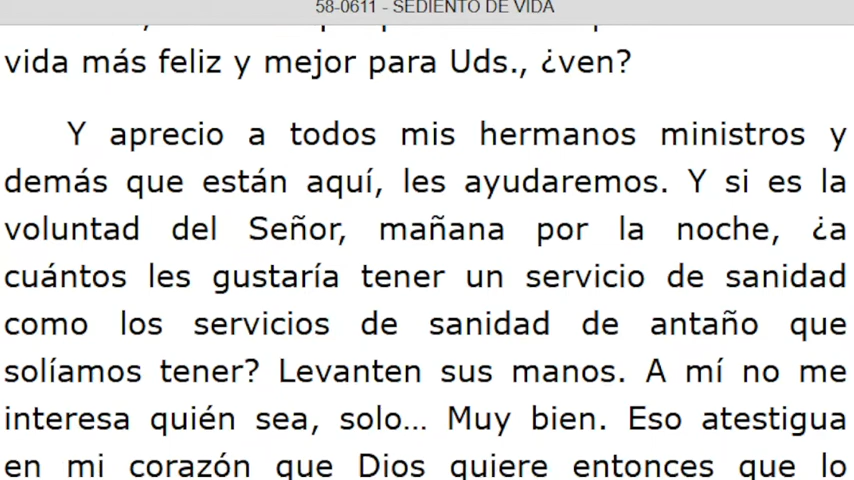 58-0611 - SEDIENTO DE VIDA
vida más feliz y mejor para Uds., ¿ven?
Y aprecio a todos mis hermanos ministros y
demás que están aquí, les ayudaremos. Y si es la
voluntad del Señor, mañana por la noche, ¿a
cuántos les gustaría tener un servicio de sanidad
como los servicios de sanidad de antaño que
solíamos tener? Levanten sus manos. A mí no me
interesa quién sea, solo... Muy bien. Eso atestigua
en mi corazón que Dios quiere entonces que lo